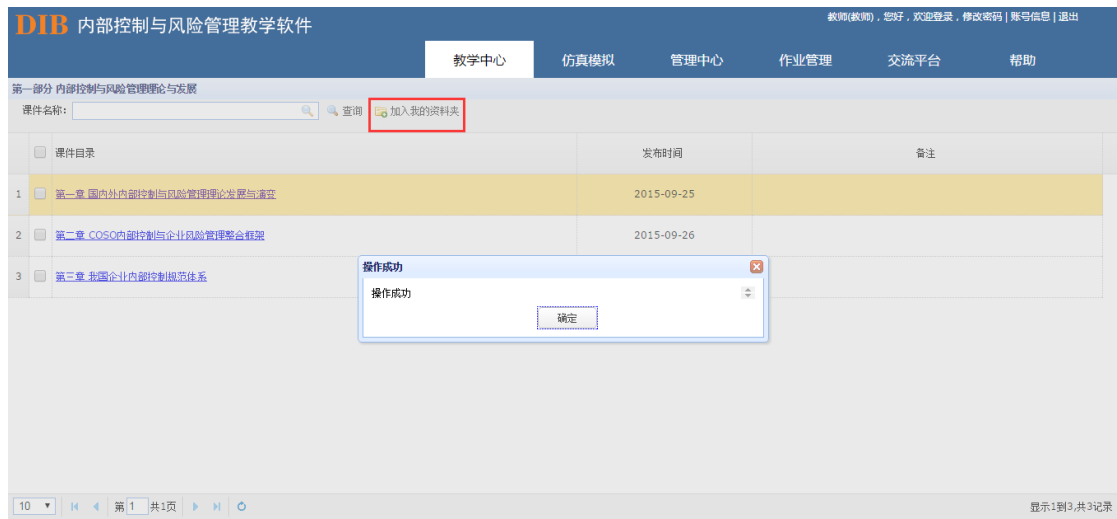 DIB 内部控制与风险管理教学软件
教师(教师)，您好，欢迎登录，修改密码 | 账号信息 | 退出
教学中心 仿真模拟 管理中心 作业管理 交流平台 帮助
第一部分 内部控制与风险管理理论与发展
课件名称: 查询 加入我的资料夹
课件目录 发布时间 备注
1 第一章 国内外内部控制与风险管理理论发展与演变 2015-09-25
2 第二章 COSO内部控制与企业风险管理整合框架 2015-09-26
3 第三章 我国企业内部控制规范体系
操作成功
操作成功
确定
10 第 1 共1页 显示1到3,共3记录